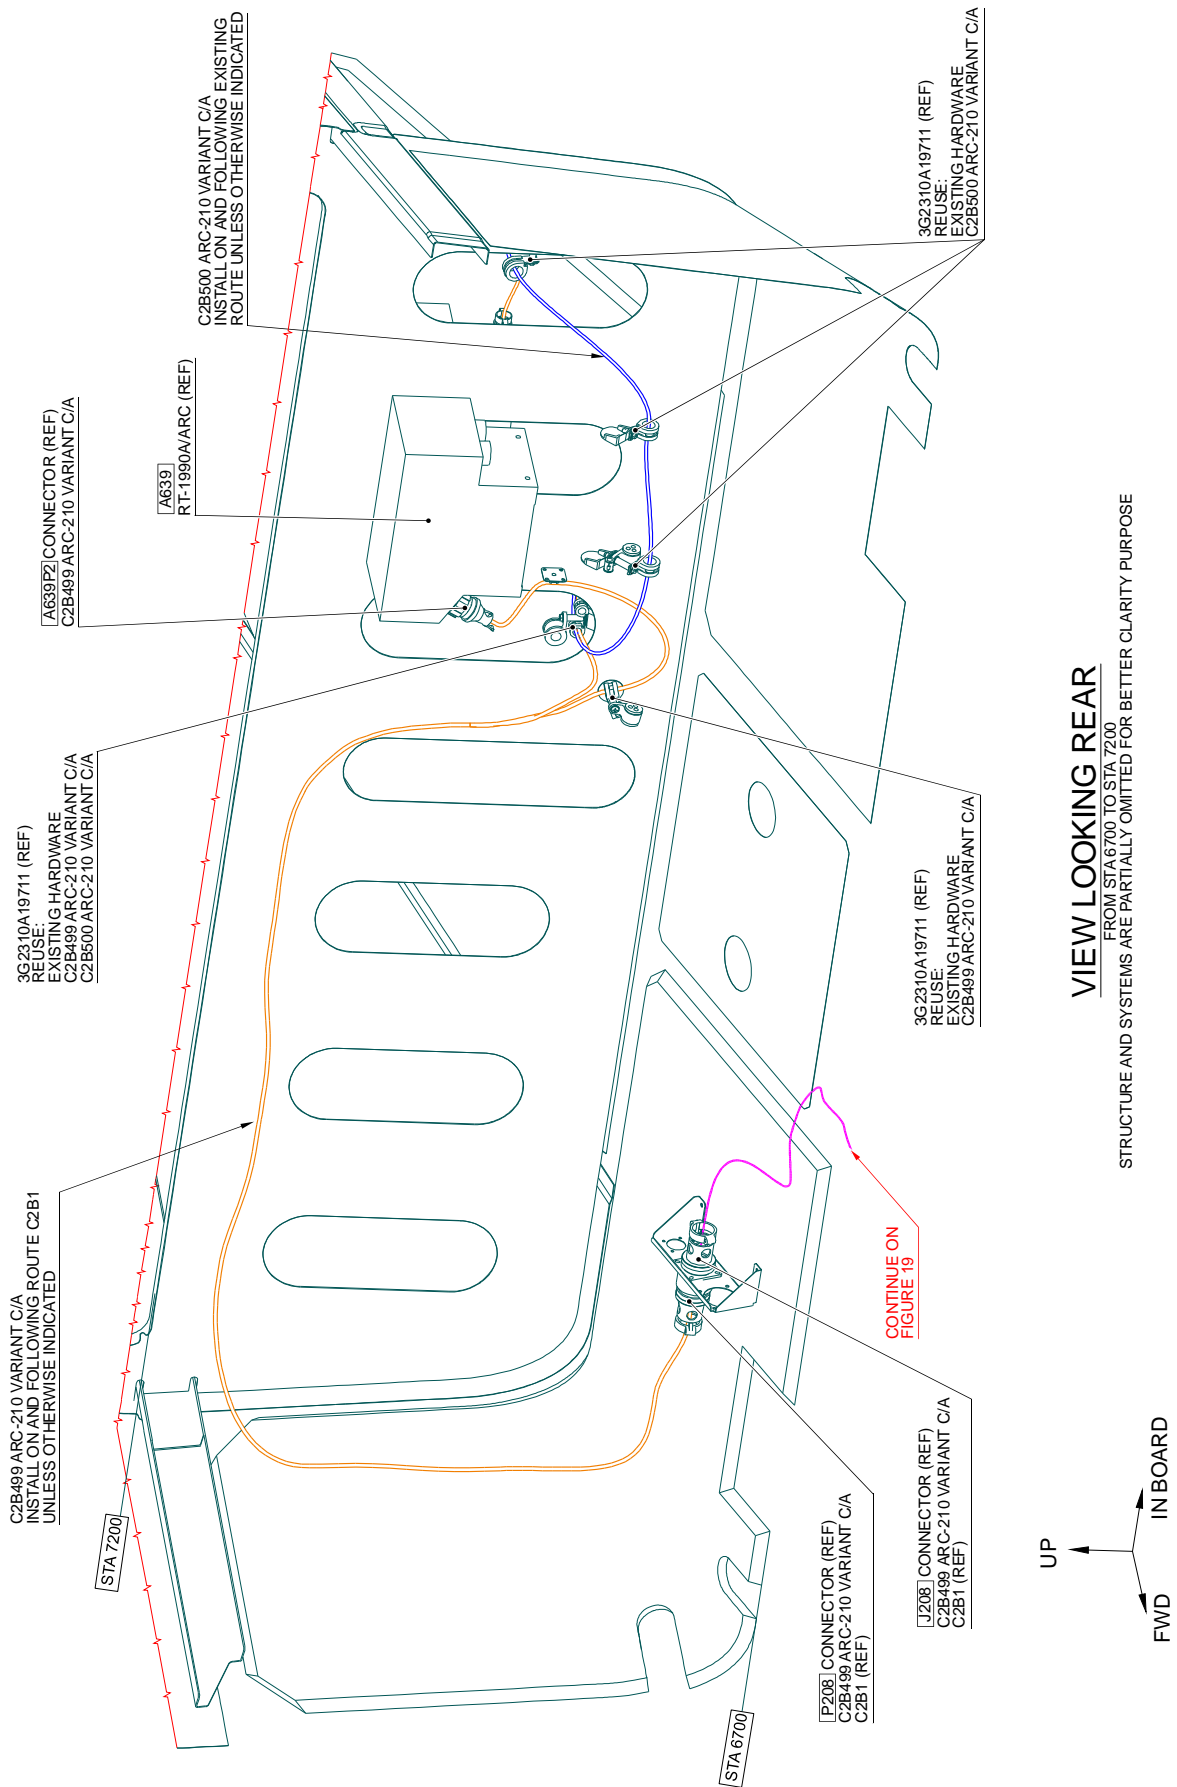 C2B500 ARC-210 VARIANT C/A
INSTALL ON AND FOLLOWING EXISTING
ROUTE UNLESS OTHERWISE INDICATED
3G2310A19711 (REF)
REUSE:
EXISTING HARDWARE
C2B500 ARC-210 VARIANT C/A
A639
RT-1990AVARC (REF)
A639P2 CONNECTOR (REF)
C2B499 ARC-210 VARIANT C/A
3G2310A19711 (REF)
REUSE:
EXISTING HARDWARE
C2B499 ARC-210 VARIANT C/A
C2B500 ARC-210 VARIANT C/A
3G2310A19711 (REF)
REUSE:
EXISTING HARDWARE
C2B499 ARC-210 VARIANT C/A
C2B499 ARC-210 VARIANT C/A
INSTALL ON AND FOLLOWING ROUTE C2B1
UNLESS OTHERWISE INDICATED
STA 7200
CONTINUE ON
FIGURE 19
J208 CONNECTOR (REF)
C2B499 ARC-210 VARIANT C/A
C2B1 (REF)
P208 CONNECTOR (REF)
C2B499 ARC-210 VARIANT C/A
C2B1 (REF)
STA 6700
VIEW LOOKING REAR
FROM STA 6700 TO STA 7200
STRUCTURE AND SYSTEMS ARE PARTIALLY OMITTED FOR BETTER CLARITY PURPOSE
UP
FWD
INBOARD